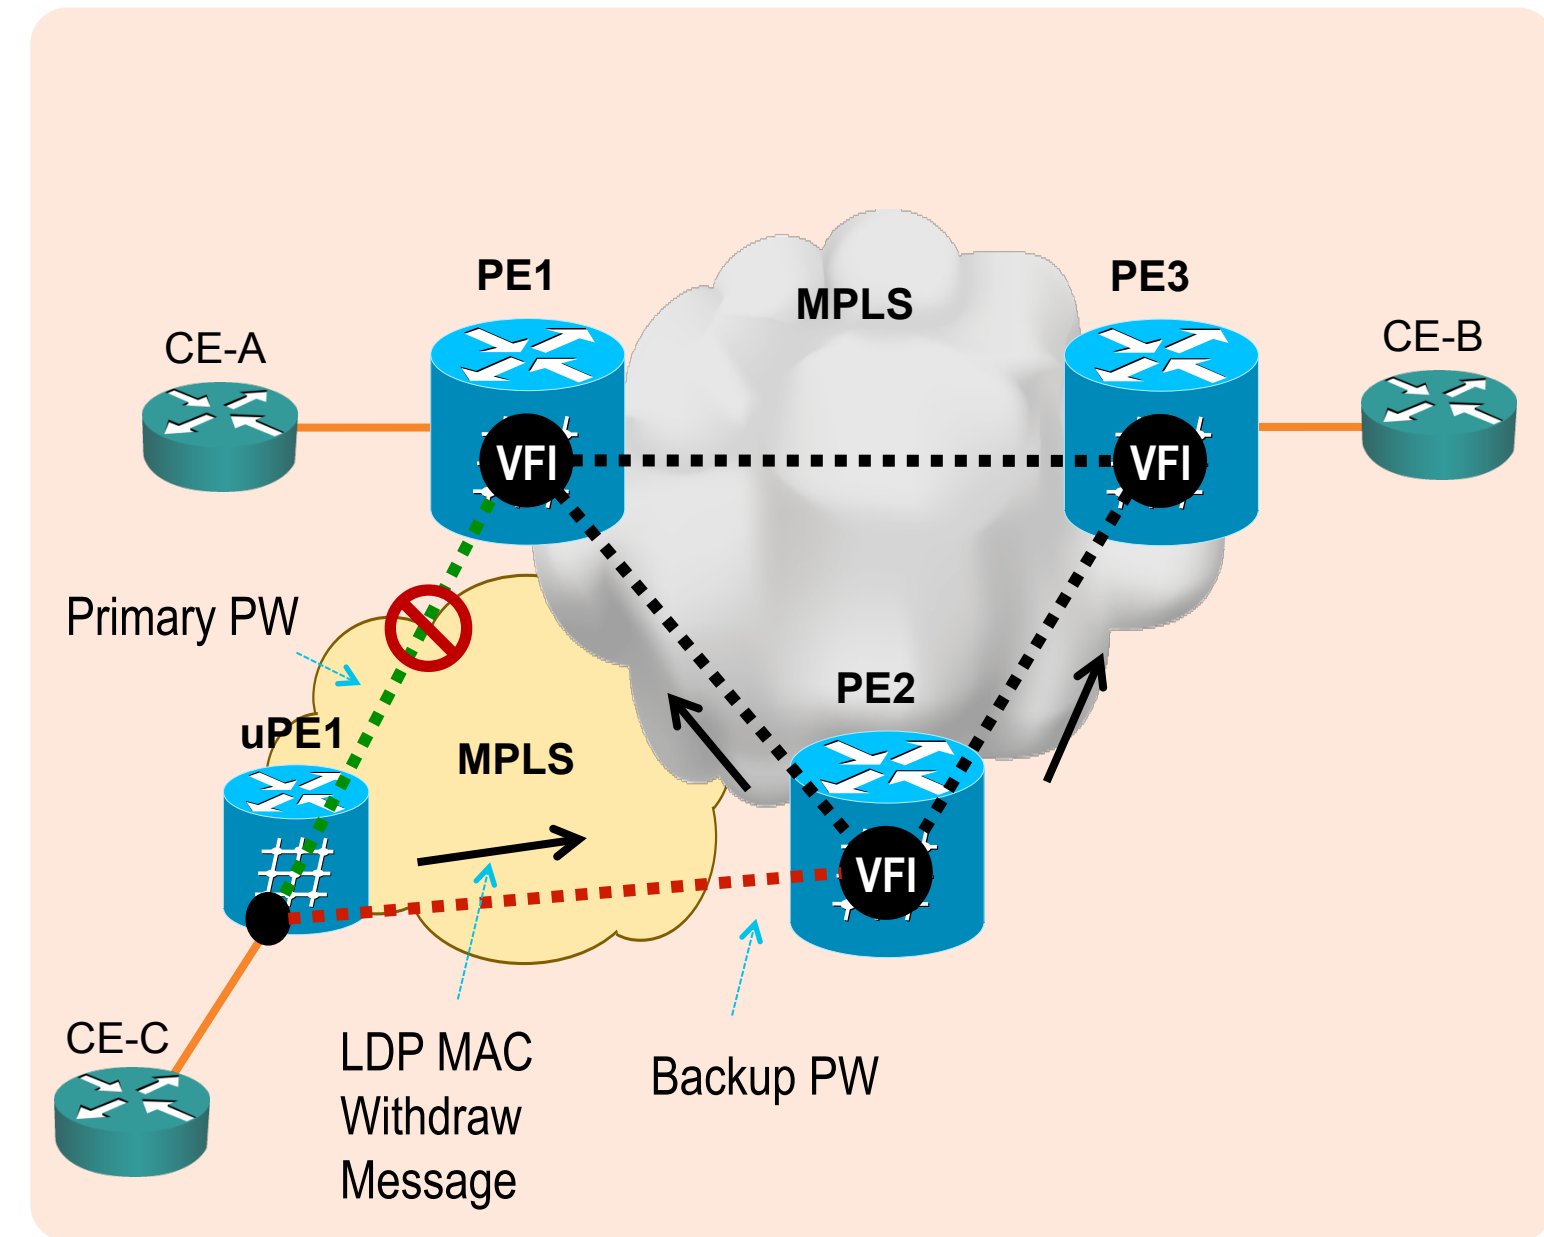 PE1
MPLS
PE3
CE-A
CE-B
VFI
VFI
Primary PW
PE2
uPE1
MPLS
VFI
CE-C
LDP MAC
Withdraw
Message
Backup PW